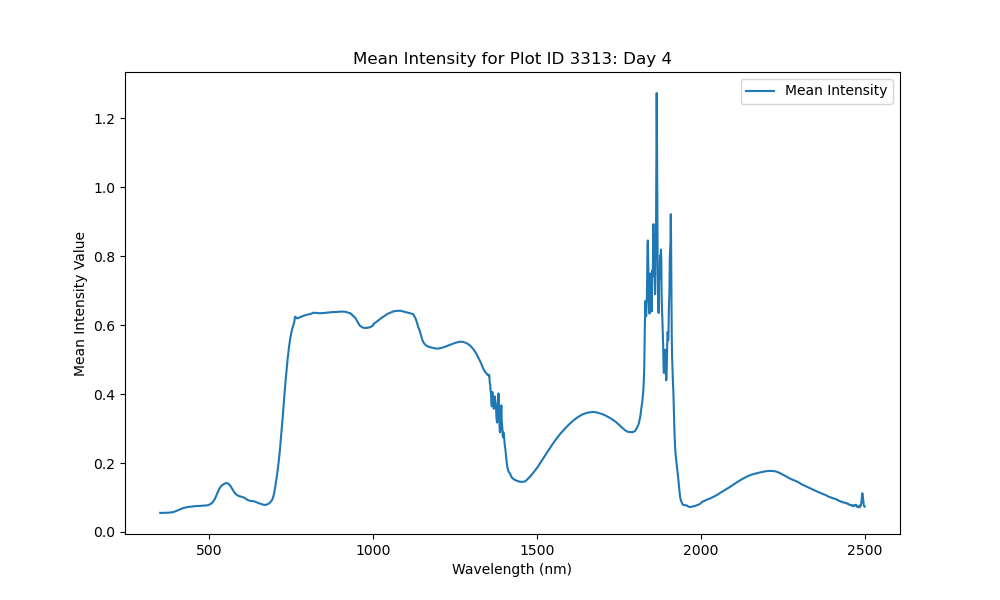 Mean Intensity for Plot ID 3313: Day 4
Mean Intensity
Mean Intensity Value
1.2
1.0
0.8
0.6
0.4
0.2
0.0
500 1000 1500 2000 2500
Wavelength (nm)